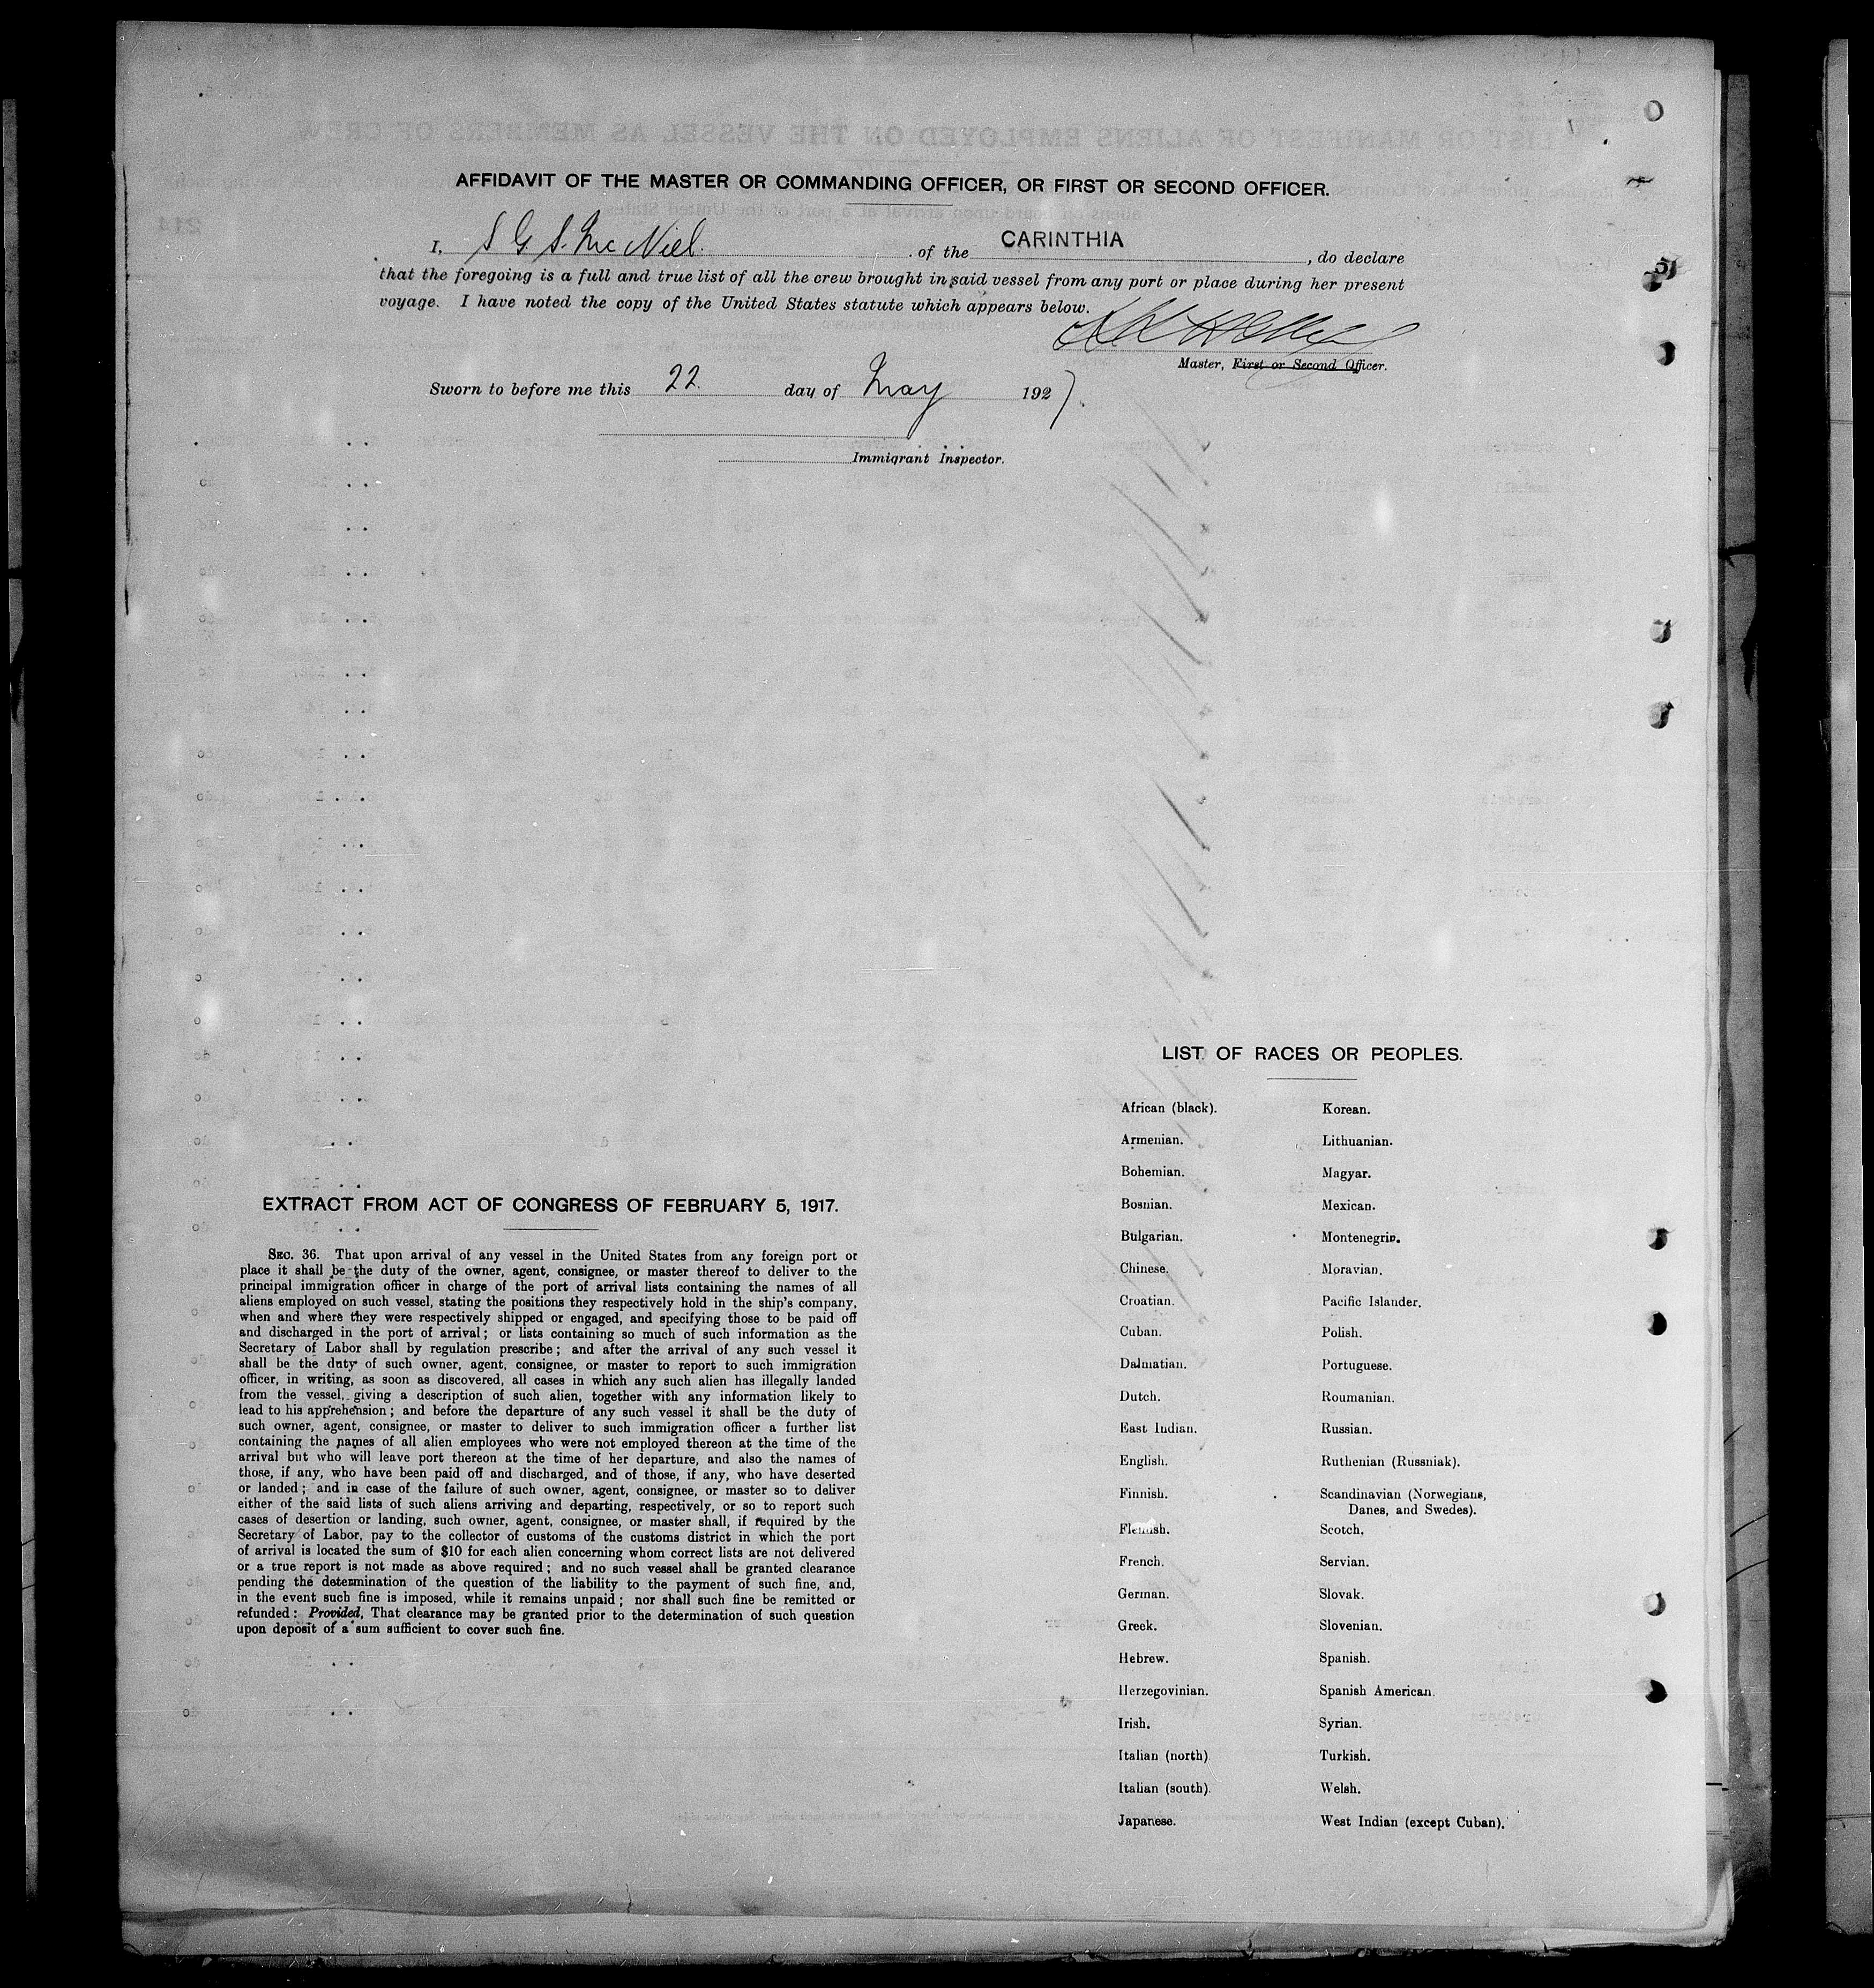 AFFIDAVIT OF THE MASTER OR COMMANDING OFFICER, OR FIRST OR SECOND OFFICER.
I, S G S. McNiel. of the CARINTHIA, do declare
that the foregoing is a full and true list of all the crew brought in said vessel from any port or place during her present
voyage. I have noted the copy of the United States statute which appears below.
Master, First or Second Officer.
Sworn to before me this 22 day of May 1927.
Immigrant Inspector.
EXTRACT FROM ACT OF CONGRESS OF FEBRUARY 5, 1917.
SEC. 36. That upon arrival of any vessel in the United States from any foreign port or
place it shall be the duty of the owner, agent, consignee, or master thereof to deliver to the
principal immigration officer in charge of the port of arrival lists containing the names of all
aliens employed on such vessel, stating the positions they respectively hold in the ship's company,
when and where they were respectively shipped or engaged, and specifying those to be paid off
and discharged in the port of arrival; or lists containing so much of such information as the
Secretary of Labor shall by regulation prescribe; and after the arrival of any such vessel it
shall be the duty of such owner, agent, consignee, or master to report to such immigration
officer, in writing, as soon as discovered, all cases in which any such alien has illegally landed
from the vessel, giving a description of such alien, together with any information likely to
lead to his apprehension; and before the departure of any such vessel it shall be the duty of
such owner, agent, consignee, or master to deliver to such immigration officer a further list
containing the names of all alien employees who were not employed thereon at the time of the
arrival but who will leave port thereon at the time of her departure, and also the names of
those, if any, who have been paid off and discharged, and of those, if any, who have deserted
or landed; and in case of the failure of such owner, agent, consignee, or master so to deliver
either of the said lists of such aliens arriving and departing, respectively, or so to report such
cases of desertion or landing, such owner, agent, consignee, or master shall, if required by the
Secretary of Labor, pay to the collector of customs of the customs district in which the port
of arrival is located the sum of $10 for each alien concerning whom correct lists are not delivered
or a true report is not made as above required; and no such vessel shall be granted clearance
pending the determination of the question of the liability to the payment of such fine, and,
in the event such fine is imposed, while it remains unpaid; nor shall such fine be remitted or
refunded: Provided, That clearance may be granted prior to the determination of such question
upon deposit of a sum sufficient to cover such fine.
LIST OF RACES OR PEOPLES.
African (black). Korean.
Armenian. Lithuanian.
Bohemian. Magyar.
Bosnian. Mexican.
Bulgarian. Montenegrin.
Chinese. Moravian.
Croatian. Pacific Islander.
Cuban. Polish.
Dalmatian. Portuguese.
Dutch. Roumanian.
East Indian. Russian.
English. Ruthenian (Russniak).
Finnish. Scandinavian (Norwegians,
Danes, and Swedes).
Flemish. Scotch.
French. Servian.
German. Slovak.
Greek. Slovenian.
Hebrew. Spanish.
Herzegovinian. Spanish American.
Irish. Syrian.
Italian (north). Turkish.
Italian (south). Welsh.
Japanese. West Indian (except Cuban).